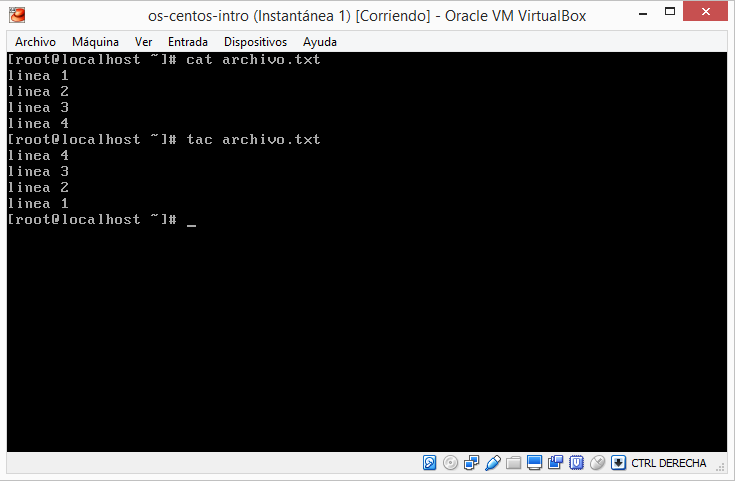 os-centos-intro (Instantánea 1) [Corriendo] - Oracle VM VirtualBox
Archivo Máquina Ver Entrada Dispositivos Ayuda
[root@localhost ~]# cat archivo.txt
linea 1
linea 2
linea 3
linea 4
[root@localhost ~]# tac archivo.txt
linea 4
linea 3
linea 2
linea 1
[root@localhost ~]# _
CTRL DERECHA